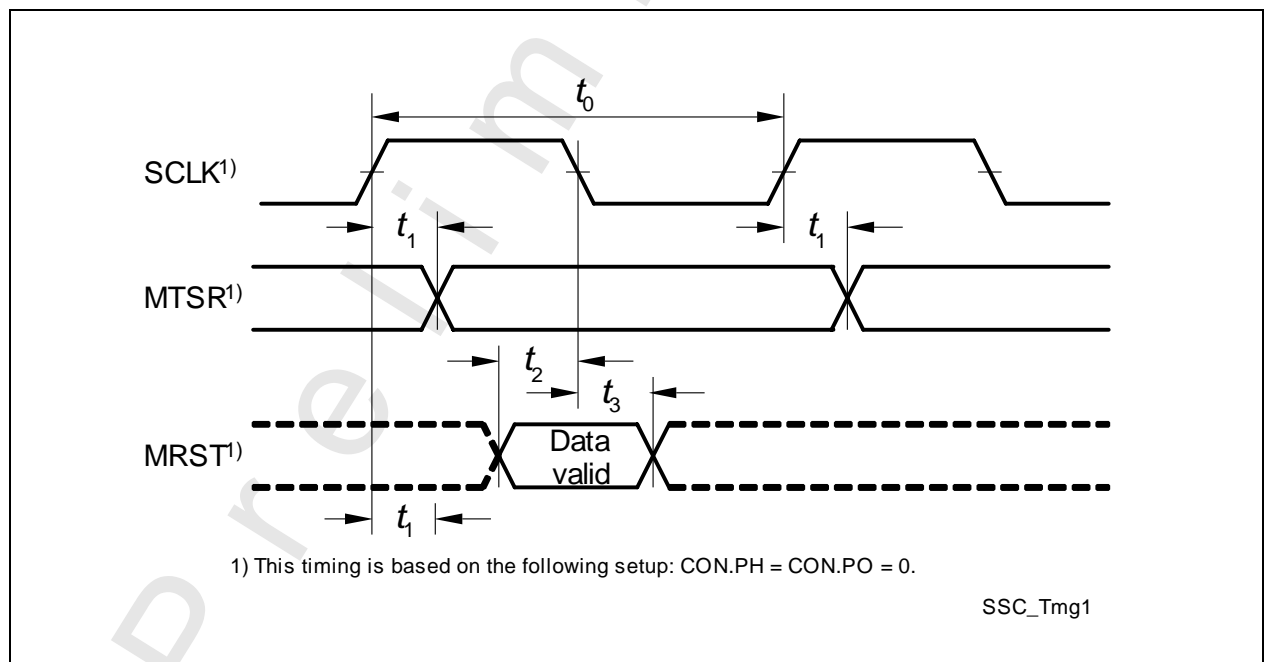 t0
SCLK1)
t1
t1
MTSR1)
t2
t3
MRST1)
Data
valid
t1
1) This timing is based on the following setup: CON.PH = CON.PO = 0.
SSC_Tmg1
Prelim